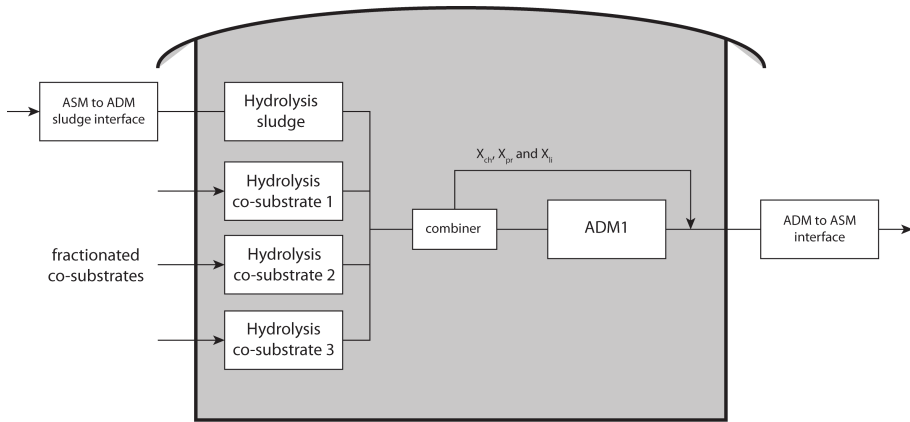 ASM to ADM
sludge interface
Hydrolysis
sludge
Hydrolysis
co-substrate 1
Hydrolysis
co-substrate 2
Hydrolysis
co-substrate 3
fractionated
co-substrates
combiner
Xch, Xpr and Xli
ADM1
ADM to ASM
interface